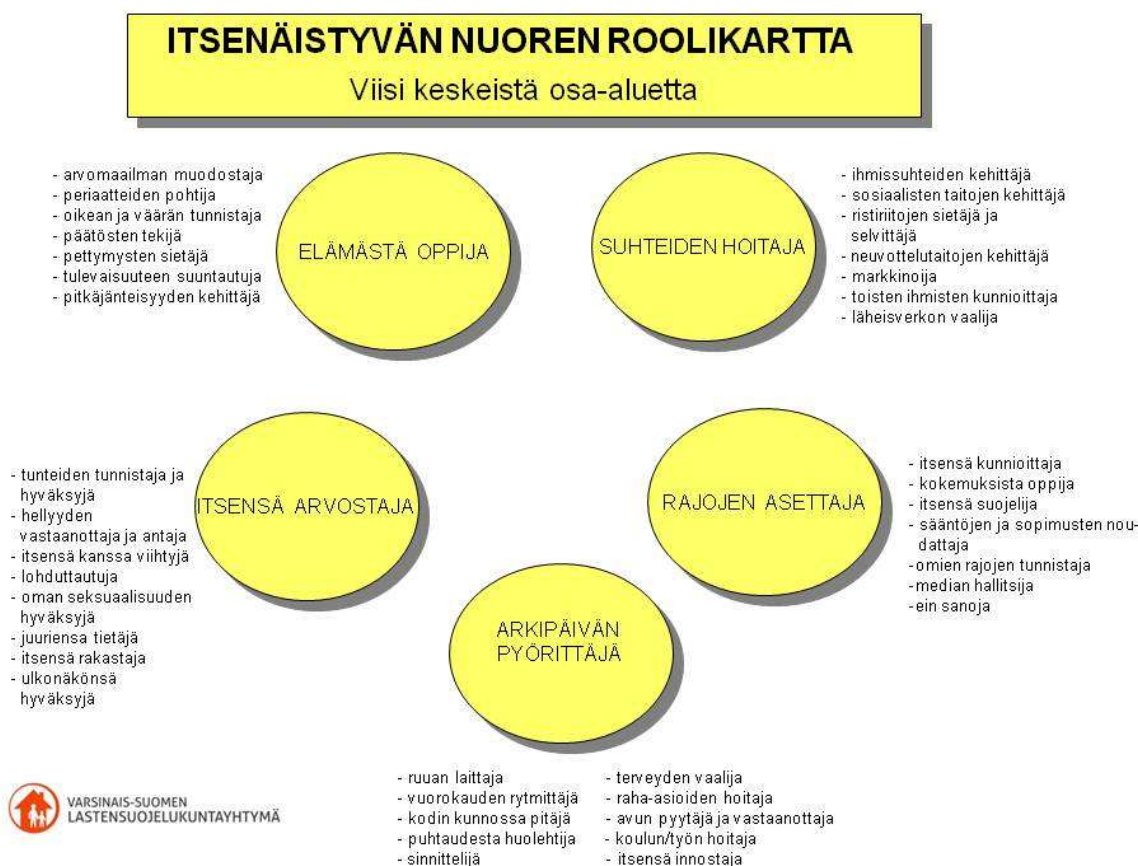 ITSENÄISTYVÄN NUOREN ROOLIKARTTA
Viisi keskeistä osa-aluetta
- arvomaailman muodostaja
- periaatteiden pohtija
- oikean ja väärän tunnistaja
- päätösten tekijä
- pettymysten sietäjä
- tulevaisuuteen suuntautuja
- pitkäjänteisyyden kehittäjä
ELÄMÄSTÄ OPPIJA
SUHTEIDEN HOITAJA
- ihmissuhteiden kehittäjä
- sosiaalisten taitojen kehittäjä
- ristiriitojen sietäjä ja
selvittäjä
- neuvottelutaitojen kehittäjä
- markkinoija
- toisten ihmisten kunnioittaja
- läheisverkon vaalija
- tunteiden tunnistaja ja
hyväksyjä
- hellyyden
vastaanottaja ja antaja
- itsensä kanssa viihtyjä
- lohduttautuja
- oman seksuaalisuuden
hyväksyjä
- juuriensa tietäjä
- itsensä rakastaja
- ulkonäkönsä
hyväksyjä
ITSENSÄ ARVOSTAJA
RAJOJEN ASETTAJA
- itsensä kunnioittaja
- kokemuksista oppija
- itsensä suojelija
- sääntöjen ja sopimusten nou-
dattaja
-omien rajojen tunnistaja
-median hallitsija
-ein sanoja
ARKIPÄIVÄN
PYÖRITTÄJÄ
- ruuan laittaja
- vuorokauden rytmittäjä
- kodin kunnossa pitäjä
- puhtaudesta huolehtija
- sinnittelijä
- terveyden vaalija
- raha-asioiden hoitaja
- avun pyytäjä ja vastaanottaja
- koulun/työn hoitaja
- itsensä innostaja
VARSINAIS-SUOMEN
LASTENSUOJELUKUNTAYHTYMÄ